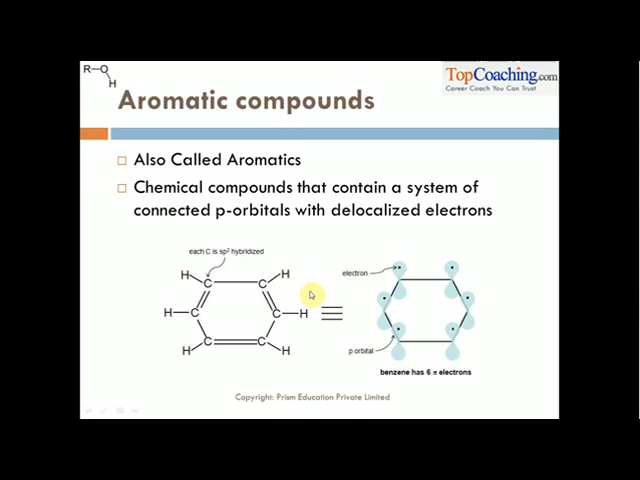 R-O
H
TopCoaching.com
Career Coach You Can Trust
Aromatic compounds
Also Called Aromatics
Chemical compounds that contain a system of
connected p-orbitals with delocalized electrons
each C is sp² hybridized
H C C H
H C C H
H C C H
electron
p orbital
benzene has 6 π electrons
Copyright: Prism Education Private Limited